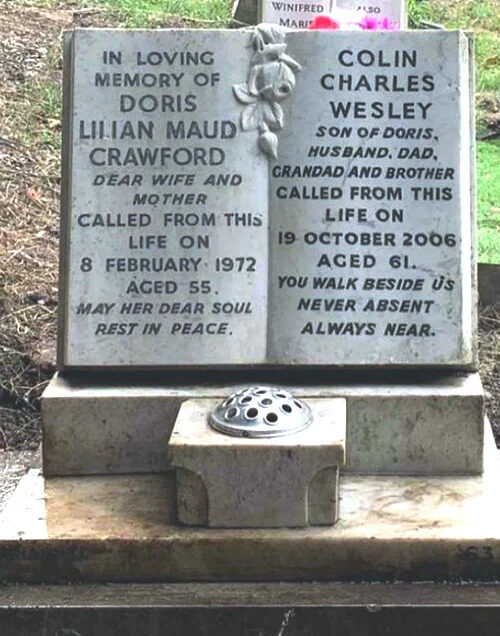 WINIFRED
ALSO
MARI
IN LOVING
MEMORY OF
DORIS
LILIAN MAUD
CRAWFORD
DEAR WIFE AND
MOTHER
CALLED FROM THIS
LIFE ON
8 FEBRUARY 1972
AGED 55.
MAY HER DEAR SOUL
REST IN PEACE.
COLIN
CHARLES
WESLEY
SON OF DORIS,
HUSBAND, DAD,
GRANDAD AND BROTHER
CALLED FROM THIS
LIFE ON
19 OCTOBER 2006
AGED 61.
YOU WALK BESIDE US
NEVER ABSENT
ALWAYS NEAR.
63